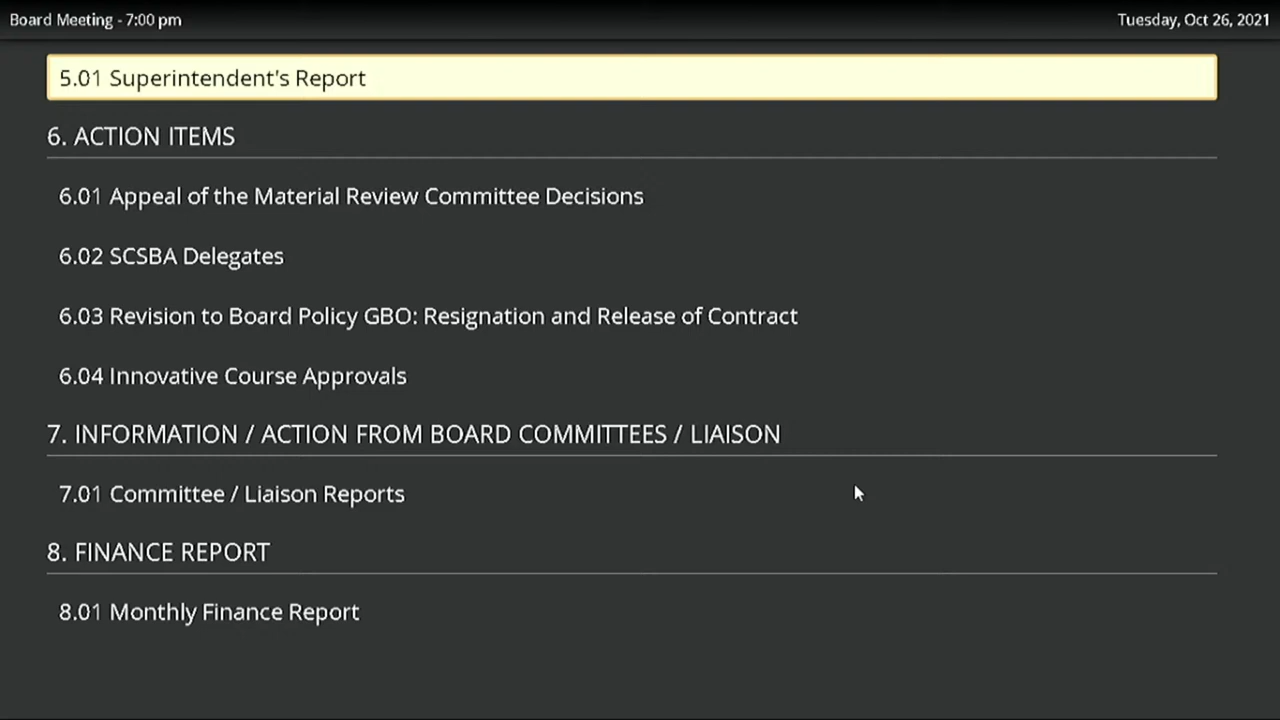 Board Meeting - 7:00 pm
Tuesday, Oct 26, 2021
5.01 Superintendent's Report
6. ACTION ITEMS
6.01 Appeal of the Material Review Committee Decisions
6.02 SCSBA Delegates
6.03 Revision to Board Policy GBO: Resignation and Release of Contract
6.04 Innovative Course Approvals
7. INFORMATION / ACTION FROM BOARD COMMITTEES / LIAISON
7.01 Committee / Liaison Reports
8. FINANCE REPORT
8.01 Monthly Finance Report